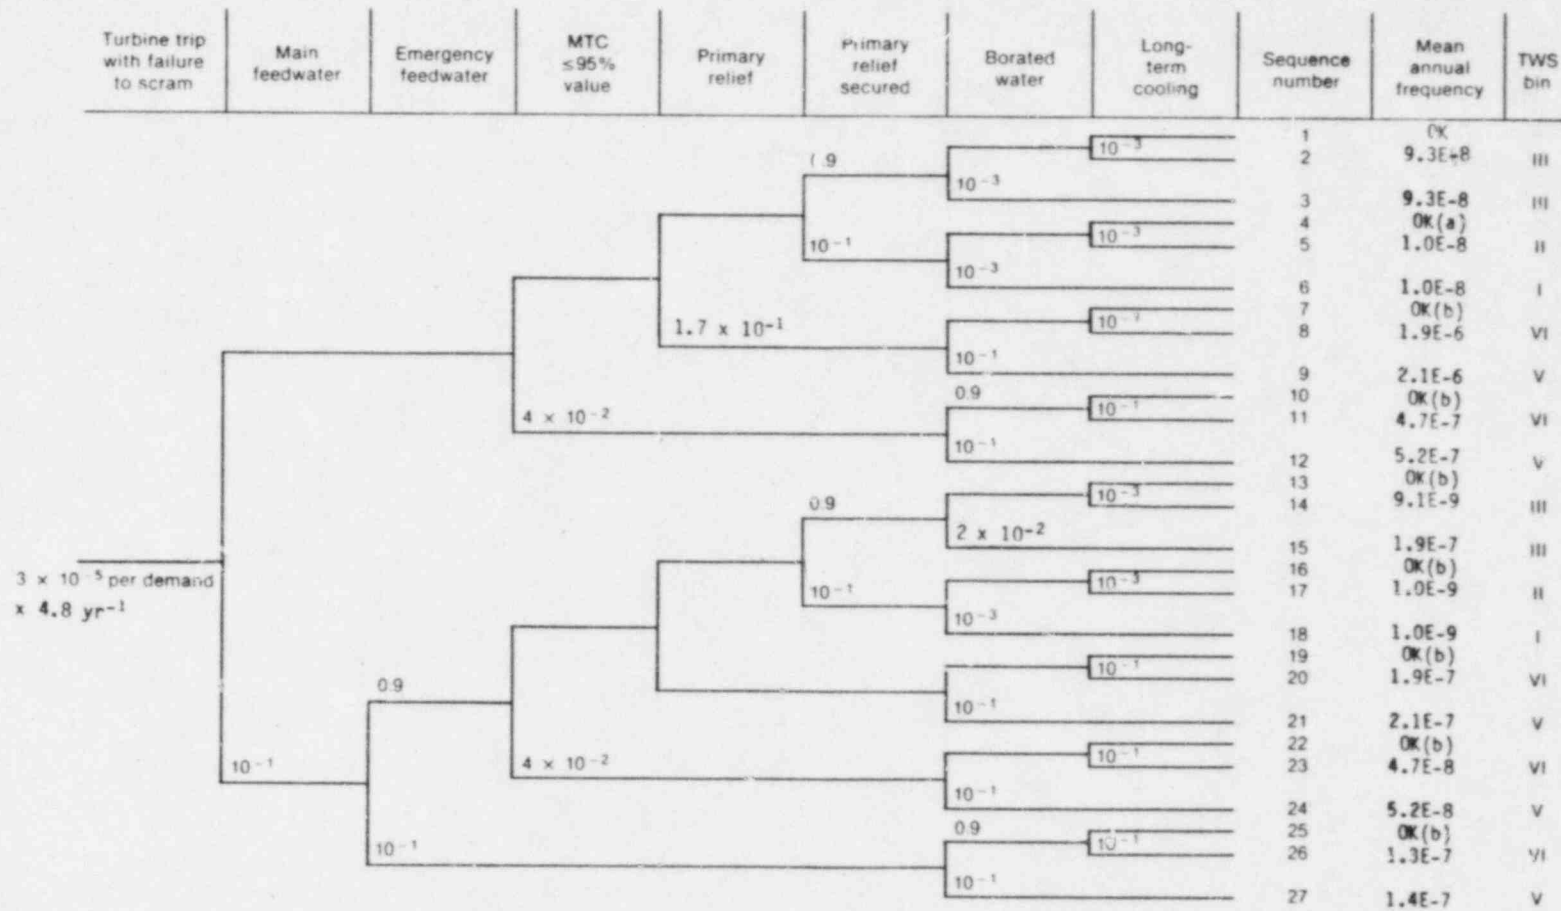 Turbine trip
with failure
to scram
Main
feedwater
Emergency
feedwater
MTC
≤95%
value
Primary
relief
Primary
relief
secured
Borated
water
Long-
term
cooling
Sequence
number
Mean
annual
frequency
TWS
bin
3 × 10⁻⁵ per demand
x 4.8 yr⁻¹
10⁻¹
0.9
10⁻¹
4 × 10⁻²
4 × 10⁻²
1.7 x 10⁻¹
10⁻¹
0.9
10⁻¹
10⁻³
10⁻³
10⁻¹
0.9
10⁻¹
2 x 10⁻²
10⁻³
10⁻¹
10⁻¹
0.9
10⁻¹
10⁻³
10⁻³
10⁻¹
10⁻³
10⁻³
10⁻¹
10⁻¹
10⁻¹
1 OK
2 9.3E-8 III
3 9.3E-8 III
4 OK(a)
5 1.0E-8 II
6 1.0E-8 I
7 OK(b)
8 1.9E-6 VI
9 2.1E-6 V
10 OK(b)
11 4.7E-7 VI
12 5.2E-7 V
13 OK(b)
14 9.1E-9 III
15 1.9E-7 III
16 OK(b)
17 1.0E-9 II
18 1.0E-9 I
19 OK(b)
20 1.9E-7 VI
21 2.1E-7 V
22 OK(b)
23 4.7E-8 VI
24 5.2E-8 V
25 OK(b)
26 1.3E-7 VI
27 1.4E-7 V